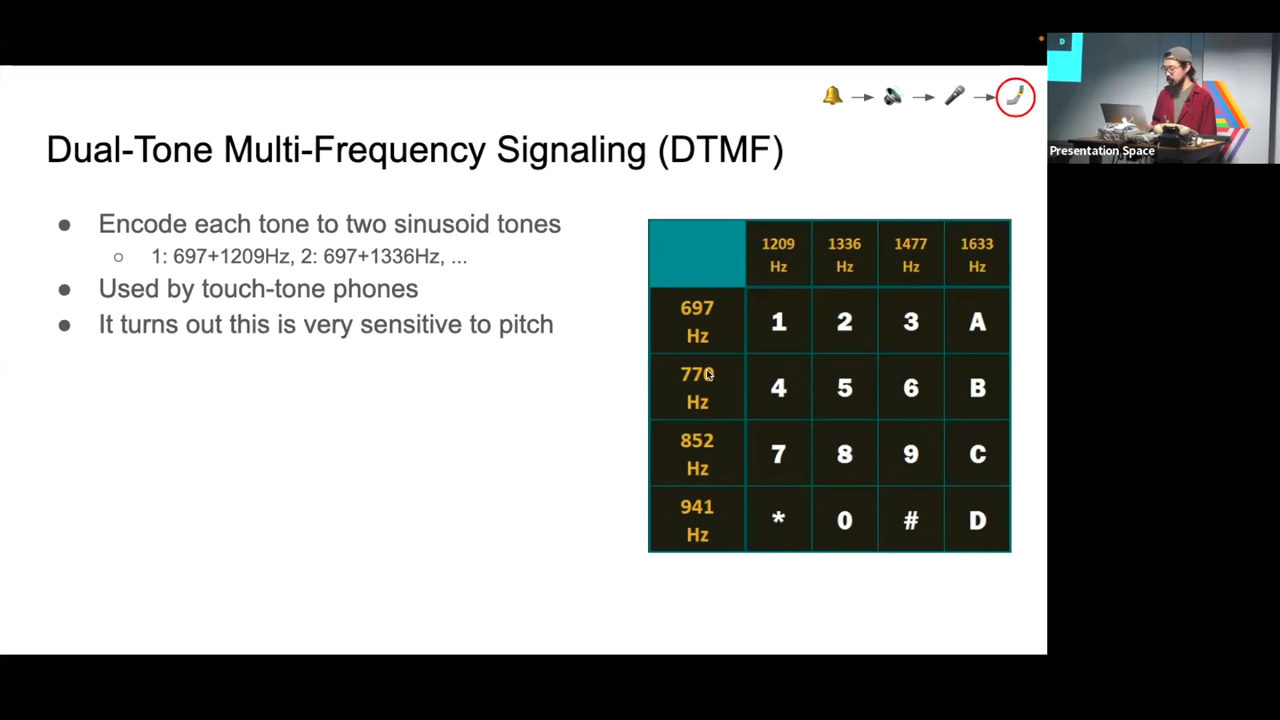 D
Presentation Space
Dual-Tone Multi-Frequency Signaling (DTMF)
● Encode each tone to two sinusoid tones
○ 1: 697+1209Hz, 2: 697+1336Hz, ...
● Used by touch-tone phones
● It turns out this is very sensitive to pitch
1209 Hz 1336 Hz 1477 Hz 1633 Hz
697 Hz 1 2 3 A
770 Hz 4 5 6 B
852 Hz 7 8 9 C
941 Hz * 0 # D